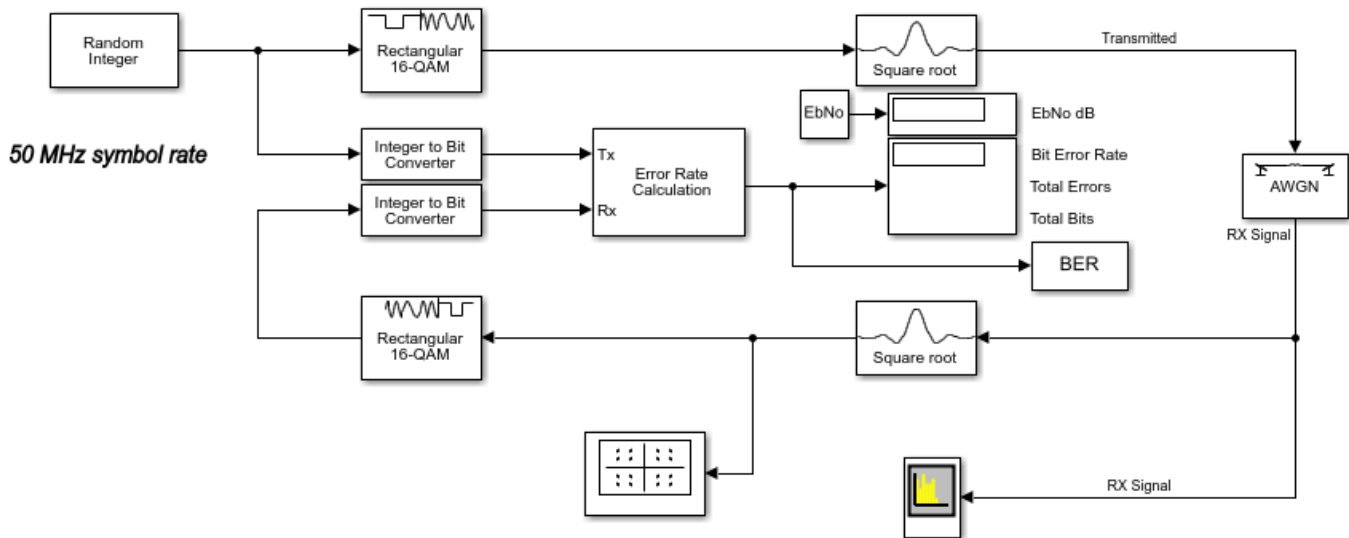 Random
Integer
Rectangular
16-QAM
Square root
Transmitted
EbNo
EbNo dB
50 MHz symbol rate
Integer to Bit
Converter
Tx
Error Rate
Calculation
Bit Error Rate
AWGN
Integer to Bit
Converter
Rx
Total Errors
Total Bits
RX Signal
BER
Rectangular
16-QAM
Square root
RX Signal